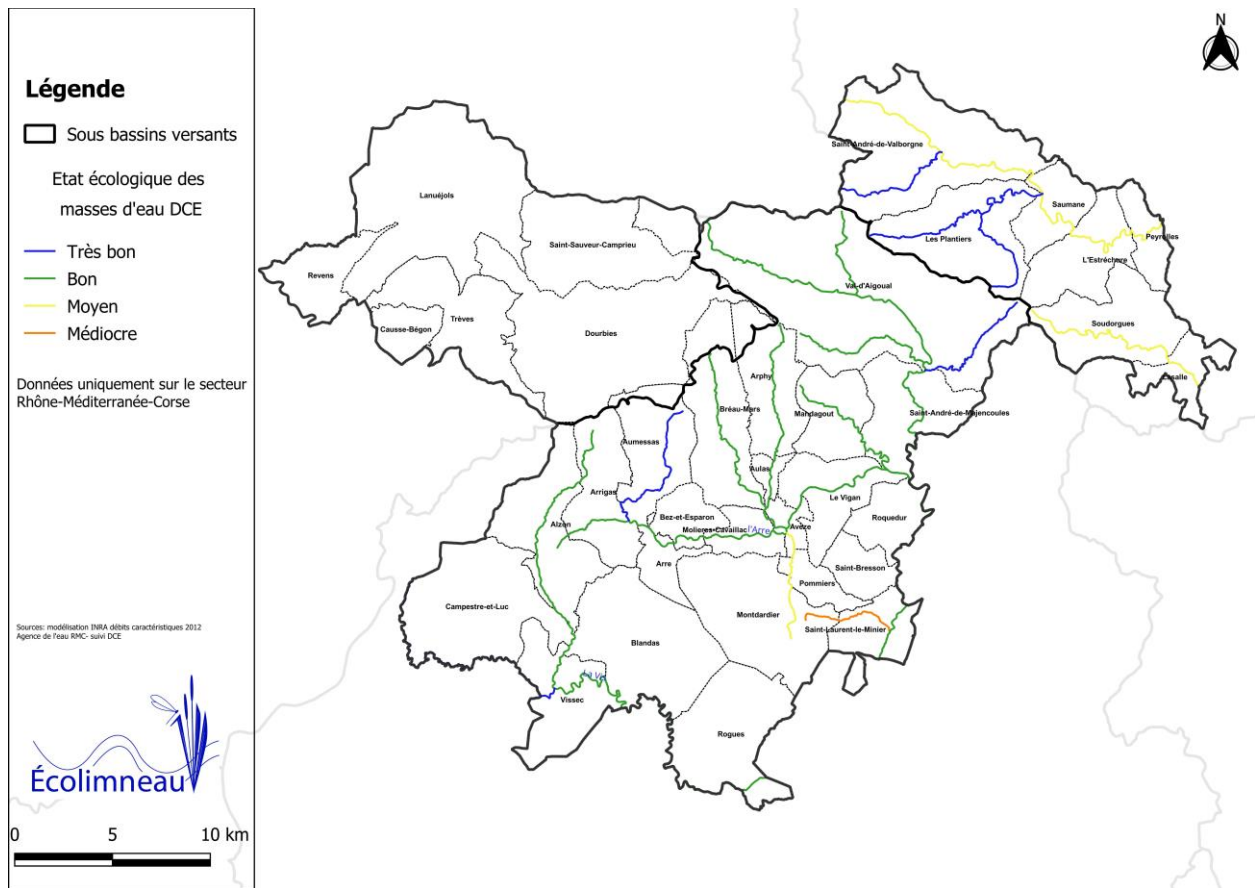 Légende
Sous bassins versants
Etat écologique des
masses d'eau DCE
Très bon
Bon
Moyen
Médiocre
Données uniquement sur le secteur
Rhône-Méditerranée-Corse
Sources: modélisation INRA débits caractéristiques 2012
Agence de l'eau RMC- suivi DCE
Écolimneau
0 5 10 km
N
Saint-André-de-Valborgne
Lanuéjols
Saumane
Saint-Sauveur-Camprieu
Les Plantiers
Peyrolles
L'Estréchure
Revens
Val-d'Aigoual
Trèves
Causse-Bégon
Dourbies
Soudorgues
Arphy
Lasalle
Bréau-Mars
Mandagout
Saint-André-de-Majencoules
Aumessas
Aulas
Arrigas
Le Vigan
Bez-et-Esparon
Roquedur
Alzon
Molières-Cavaillac
l'Arre
Avèze
Arre
Saint-Bresson
Pommiers
Campestre-et-Luc
Montdardier
Saint-Laurent-le-Minier
Blandas
La Vis
Vissec
Rogues